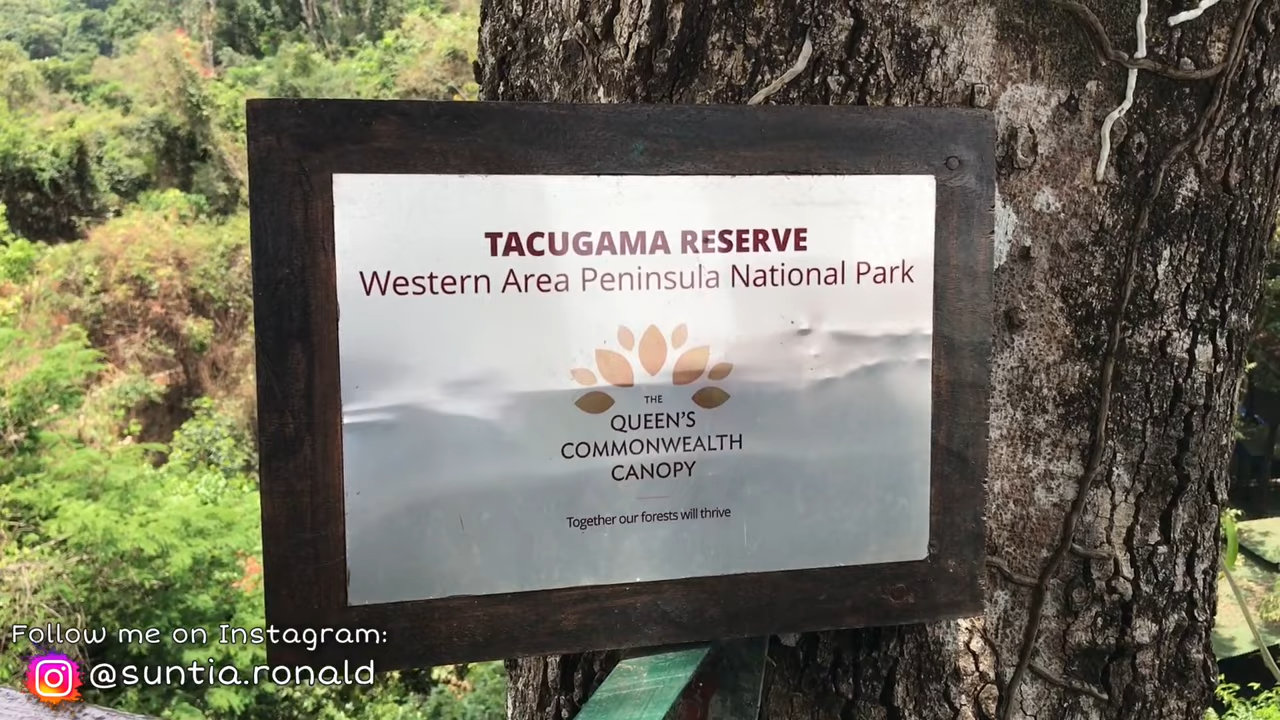 TACUGAMA RESERVE
Western Area Peninsula National Park
THE
QUEEN'S
COMMONWEALTH
CANOPY
Together our forests will thrive
Follow me on Instagram:
@suntia.ronald